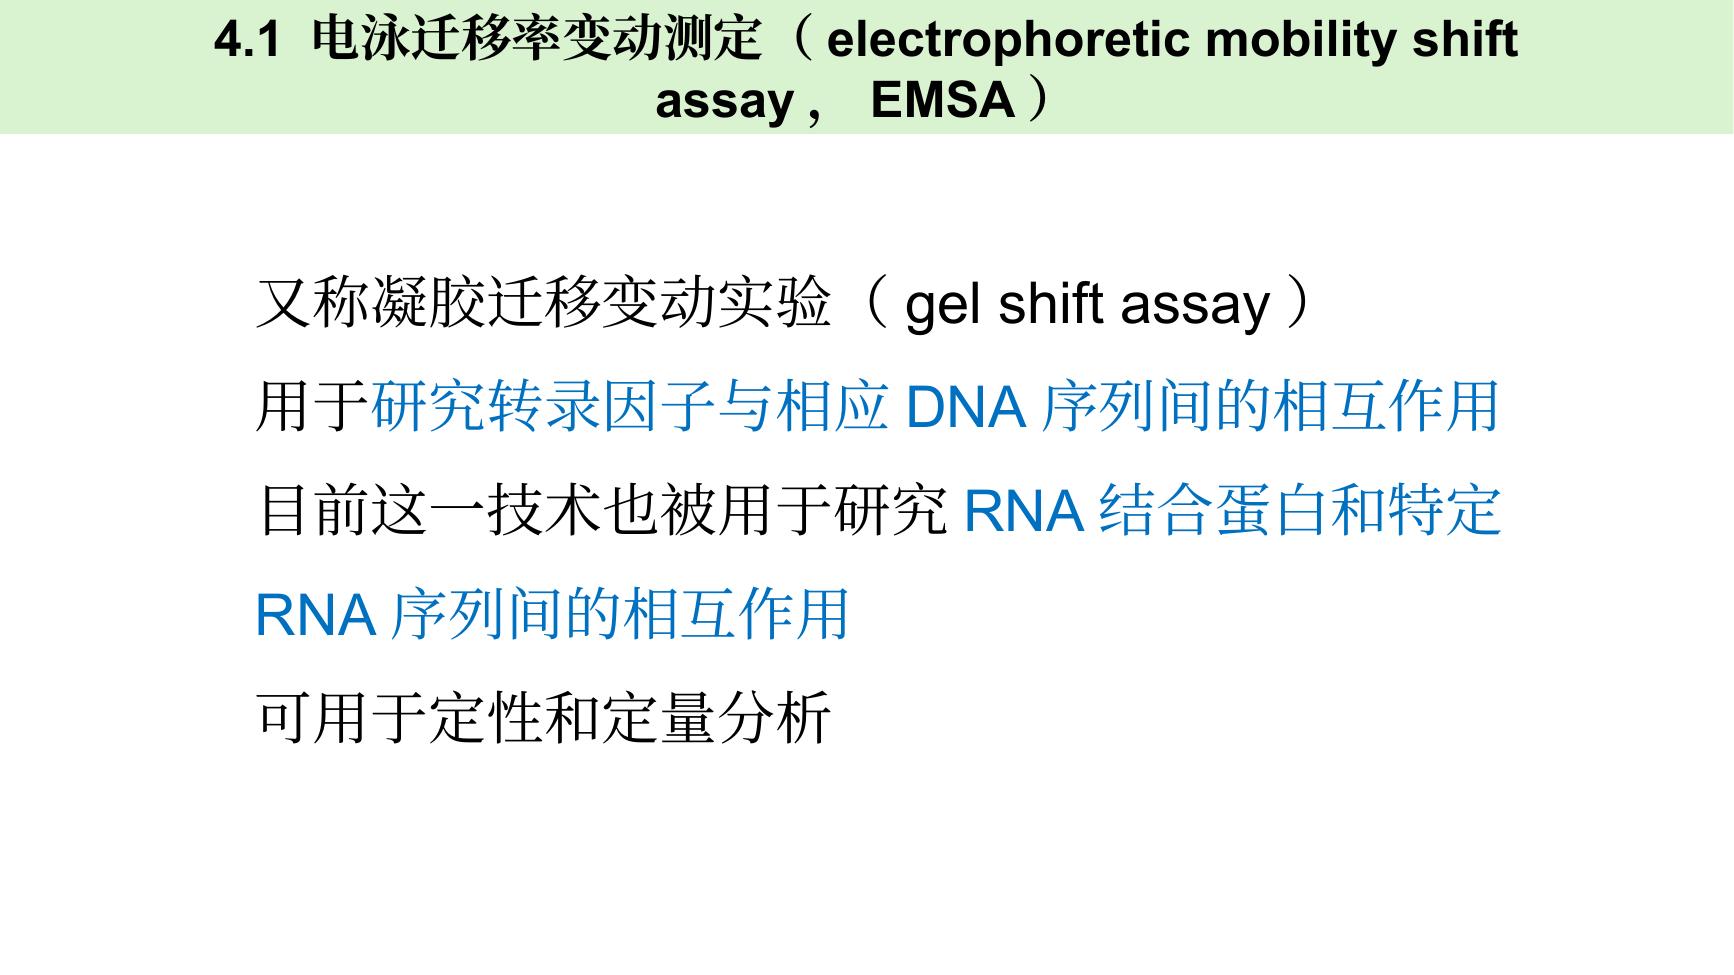 4.1 电泳迁移率变动测定（electrophoretic mobility shift
assay， EMSA）
又称凝胶迁移变动实验（gel shift assay）
用于研究转录因子与相应 DNA 序列间的相互作用
目前这一技术也被用于研究 RNA 结合蛋白和特定
RNA 序列间的相互作用
可用于定性和定量分析